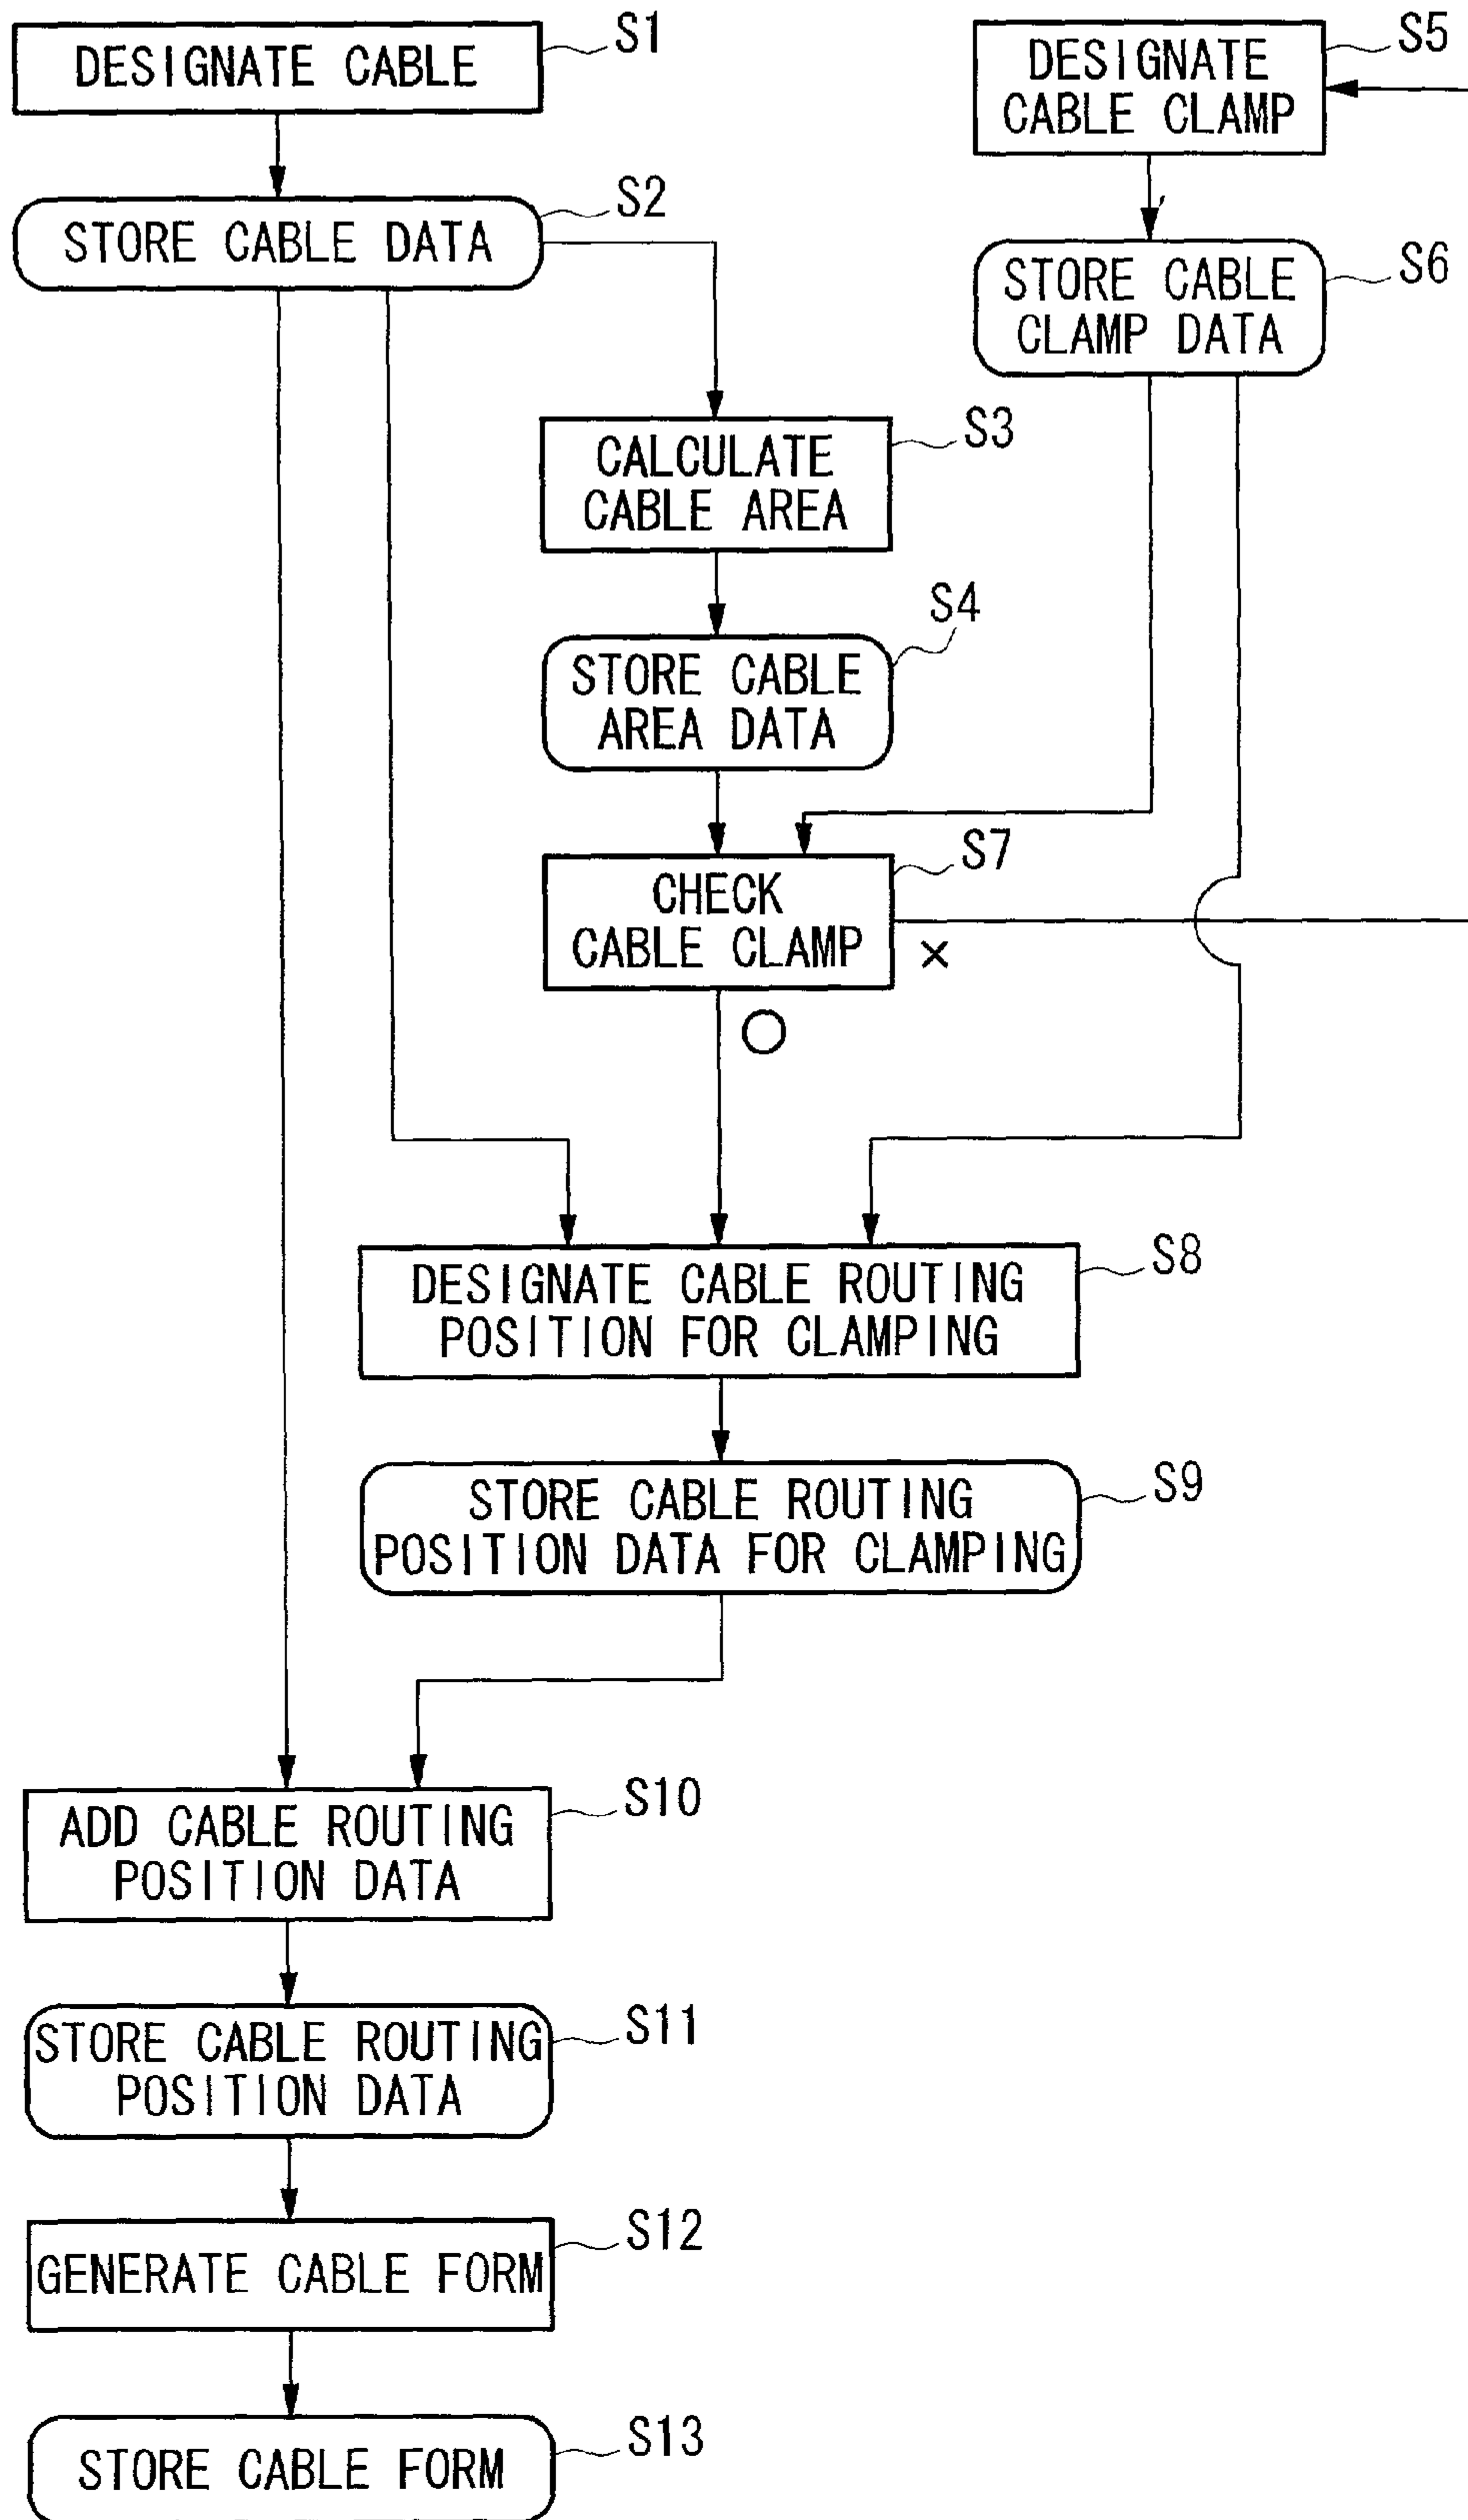 DESIGNATE CABLE
S1
STORE CABLE DATA
S2
CALCULATE
CABLE AREA
S3
STORE CABLE
AREA DATA
S4
DESIGNATE
CABLE CLAMP
S5
STORE CABLE
CLAMP DATA
S6
CHECK
CABLE CLAMP
S7
×
○
DESIGNATE CABLE ROUTING
POSITION FOR CLAMPING
S8
STORE CABLE ROUTING
POSITION DATA FOR CLAMPING
S9
ADD CABLE ROUTING
POSITION DATA
S10
STORE CABLE ROUTING
POSITION DATA
S11
GENERATE CABLE FORM
S12
STORE CABLE FORM
S13